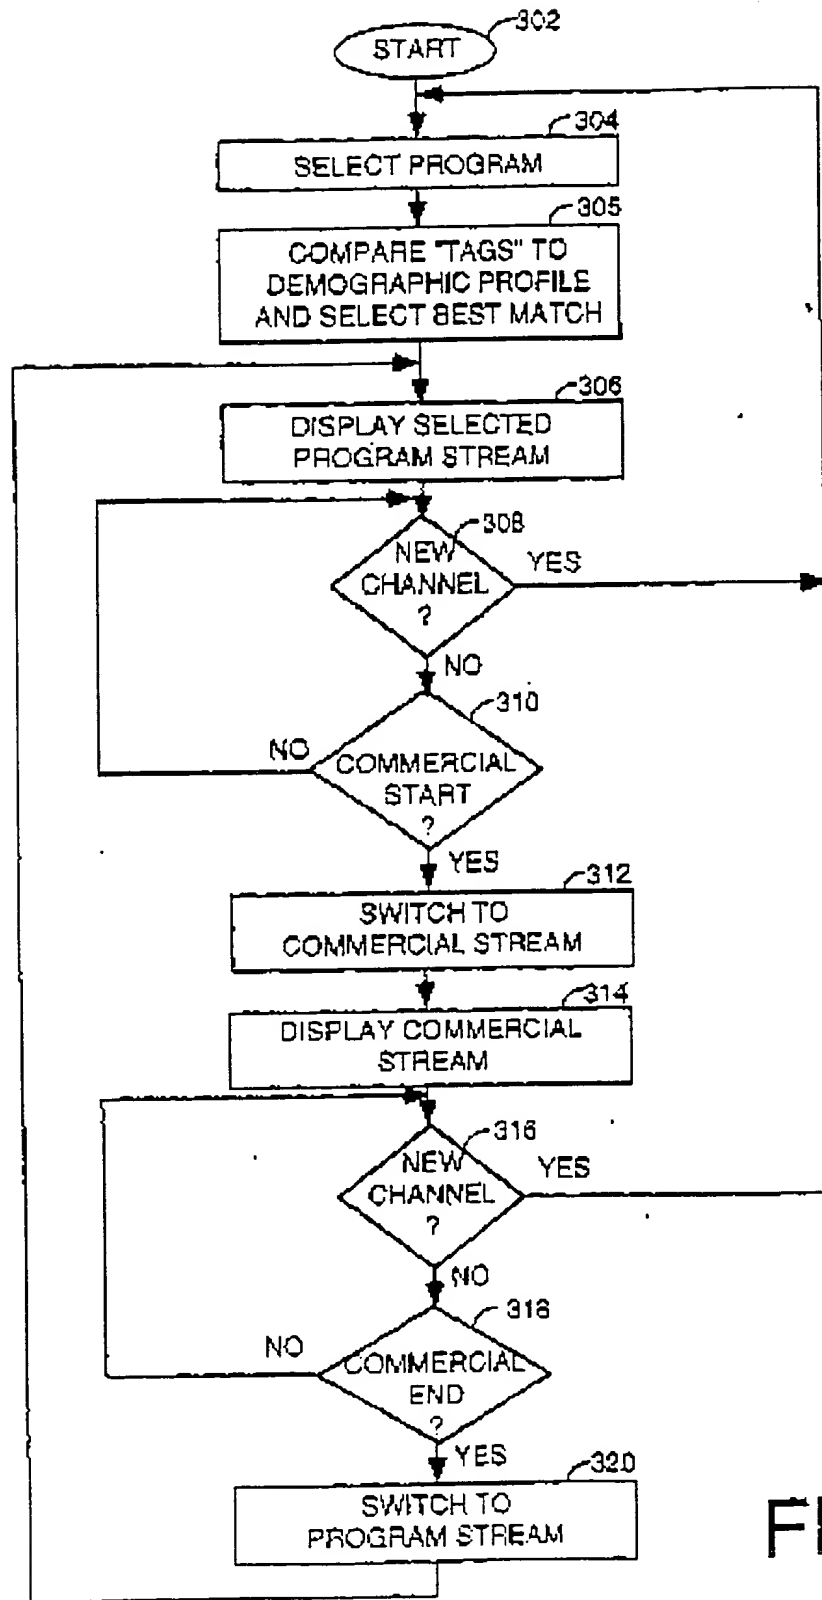 302
START
304
SELECT PROGRAM
305
COMPARE "TAGS" TO
DEMOGRAPHIC PROFILE
AND SELECT BEST MATCH
306
DISPLAY SELECTED
PROGRAM STREAM
308
NEW
CHANNEL
?
YES
NO
310
COMMERCIAL
START
?
NO
YES
312
SWITCH TO
COMMERCIAL STREAM
314
DISPLAY COMMERCIAL
STREAM
316
NEW
CHANNEL
?
YES
NO
318
COMMERCIAL
END
?
NO
YES
320
SWITCH TO
PROGRAM STREAM